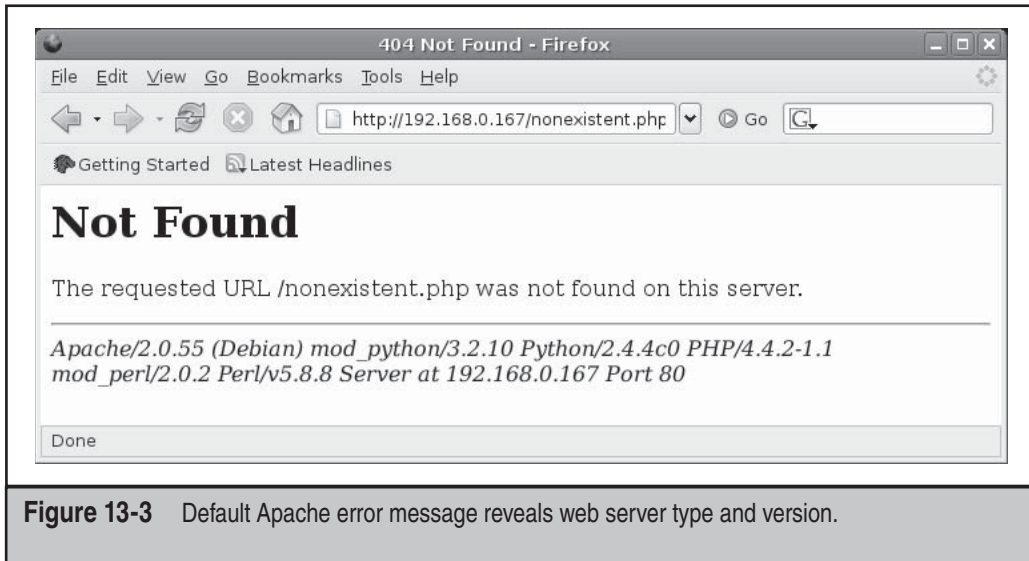 404 Not Found - Firefox
File Edit View Go Bookmarks Tools Help
http://192.168.0.167/nonexistent.php Go G
Getting Started Latest Headlines
Not Found
The requested URL /nonexistent.php was not found on this server.
Apache/2.0.55 (Debian) mod_python/3.2.10 Python/2.4.4c0 PHP/4.4.2-1.1
mod_perl/2.0.2 Perl/v5.8.8 Server at 192.168.0.167 Port 80
Done
Figure 13-3 Default Apache error message reveals web server type and version.